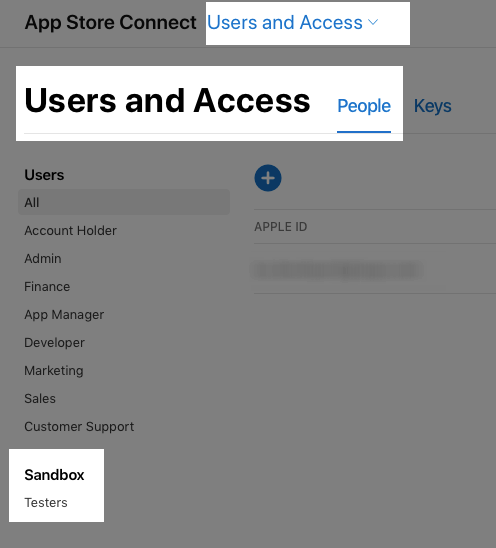 App Store Connect Users and Access
Users and Access People Keys
Users
All
APPLE ID
Account Holder
Admin
Finance
App Manager
Developer
Marketing
Sales
Customer Support
Sandbox
Testers